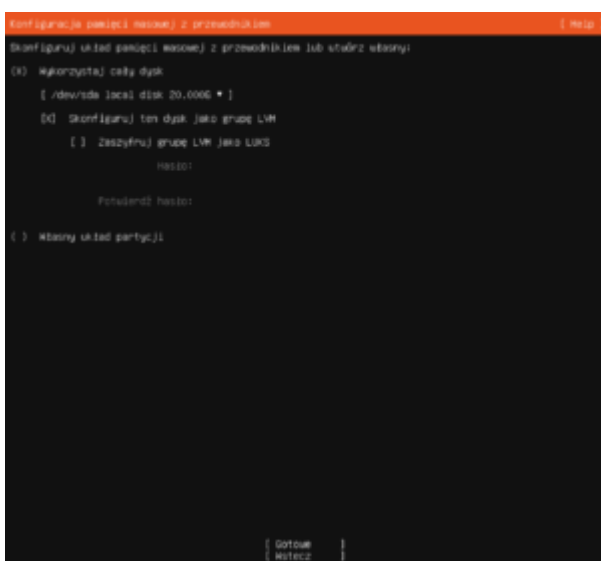 Konfiguracja pamięci masowej z przewodnikiem [ Help
Skonfiguruj układ pamięci masowej z przewodnikiem lub utwórz własny:
(X) Wykorzystaj cały dysk
[ /dev/sda local disk 20.000G ▾ ]
[X] Skonfiguruj ten dysk jako grupę LVM
[ ] Zaszyfruj grupę LVM jako LUKS
Hasło:
Potwierdź hasło:
( ) Własny układ partycji
[ Gotowe ]
[ Wstecz ]